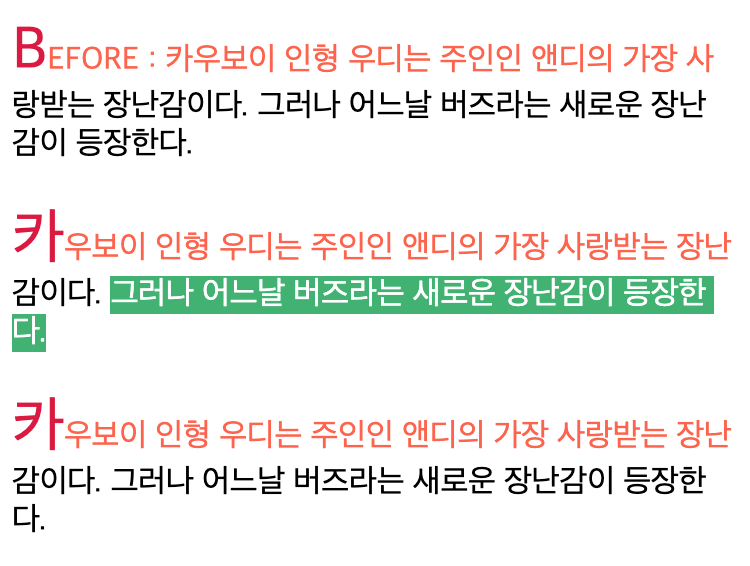 BEFORE : 카우보이 인형 우디는 주인인 앤디의 가장 사
랑받는 장난감이다. 그러나 어느날 버즈라는 새로운 장난
감이 등장한다.
카우보이 인형 우디는 주인인 앤디의 가장 사랑받는 장난
감이다. 그러나 어느날 버즈라는 새로운 장난감이 등장한
다.
카우보이 인형 우디는 주인인 앤디의 가장 사랑받는 장난
감이다. 그러나 어느날 버즈라는 새로운 장난감이 등장한
다.